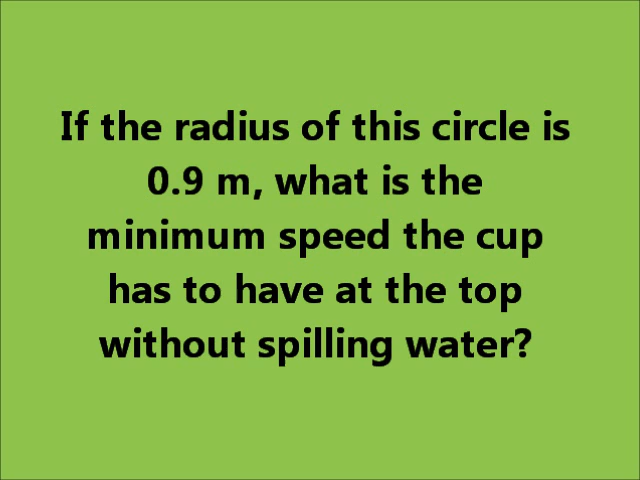 If the radius of this circle is
0.9 m, what is the
minimum speed the cup
has to have at the top
without spilling water?